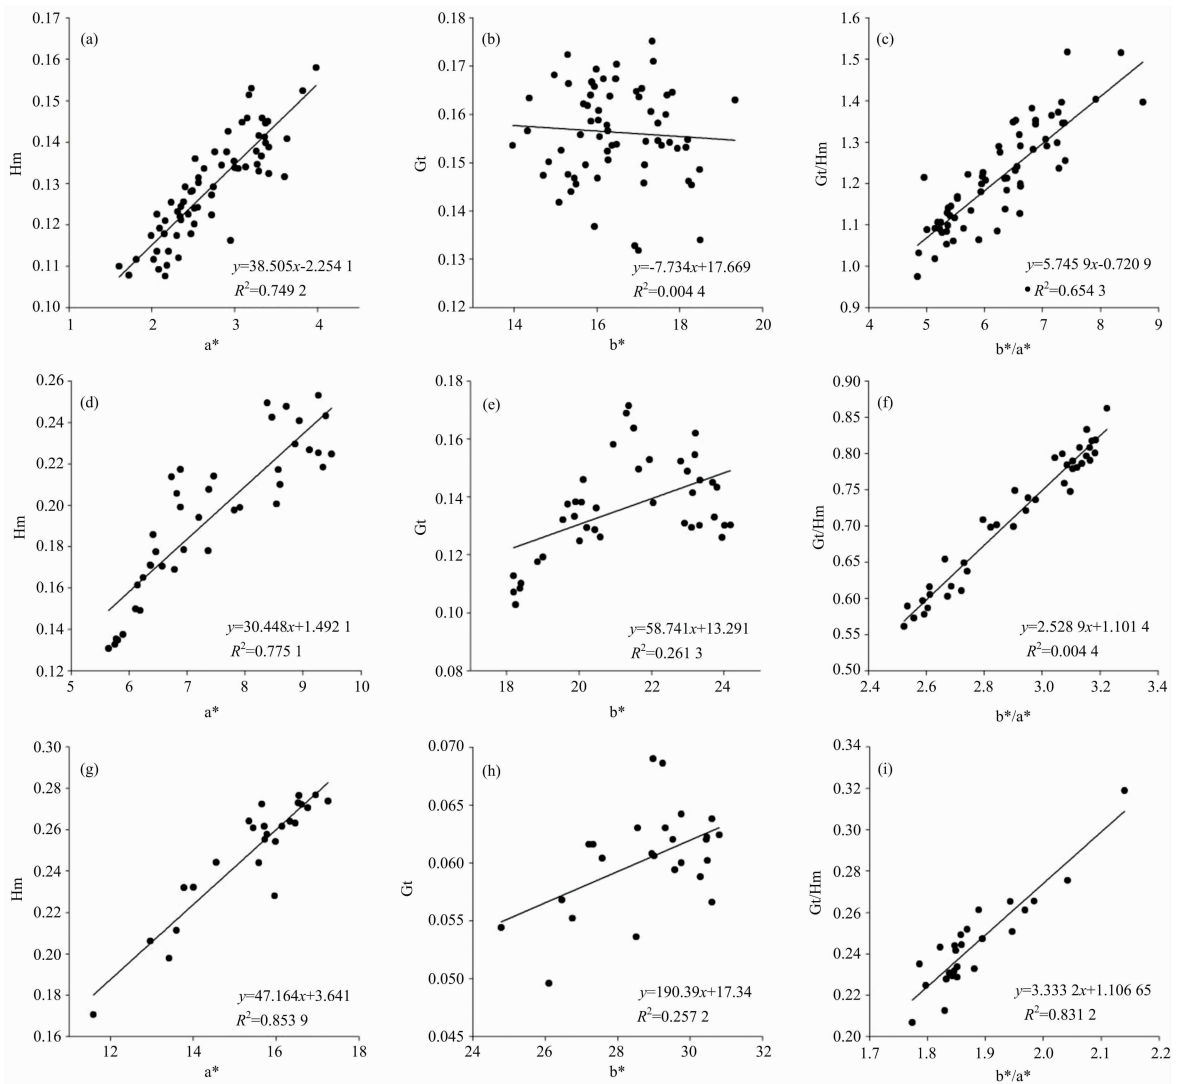 (a)
Hm
0.17
0.16
0.15
0.14
0.13
0.12
0.11
0.10
y=38.505x-2.254 1
R²=0.749 2
1 2 3 4
a*
(b)
Gt
0.18
0.17
0.16
0.15
0.14
0.13
0.12
y=-7.734x+17.669
R²=0.004 4
14 16 18 20
b*
(c)
Gt/Hm
1.6
1.5
1.4
1.3
1.2
1.1
1.0
0.9
y=5.745 9x-0.720 9
R²=0.654 3
4 5 6 7 8 9
b*/a*
(d)
Hm
0.26
0.24
0.22
0.20
0.18
0.16
0.14
0.12
y=30.448x+1.492 1
R²=0.775 1
5 6 7 8 9 10
a*
(e)
Gt
0.18
0.16
0.14
0.12
0.10
0.08
y=58.741x+13.291
R²=0.261 3
18 20 22 24
b*
(f)
Gt/Hm
0.90
0.85
0.80
0.75
0.70
0.65
0.60
0.55
0.50
y=2.528 9x+1.101 4
R²=0.004 4
2.4 2.6 2.8 3.0 3.2 3.4
b*/a*
(g)
Hm
0.30
0.28
0.26
0.24
0.22
0.20
0.18
0.16
y=47.164x+3.641
R²=0.853 9
12 14 16 18
a*
(h)
Gt
0.070
0.065
0.060
0.055
0.050
0.045
y=190.39x+17.34
R²=0.257 2
24 26 28 30 32
b*
(i)
Gt/Hm
0.34
0.32
0.30
0.28
0.26
0.24
0.22
0.20
y=3.333 2x+1.106 65
R²=0.831 2
1.7 1.8 1.9 2.0 2.1 2.2
b*/a*